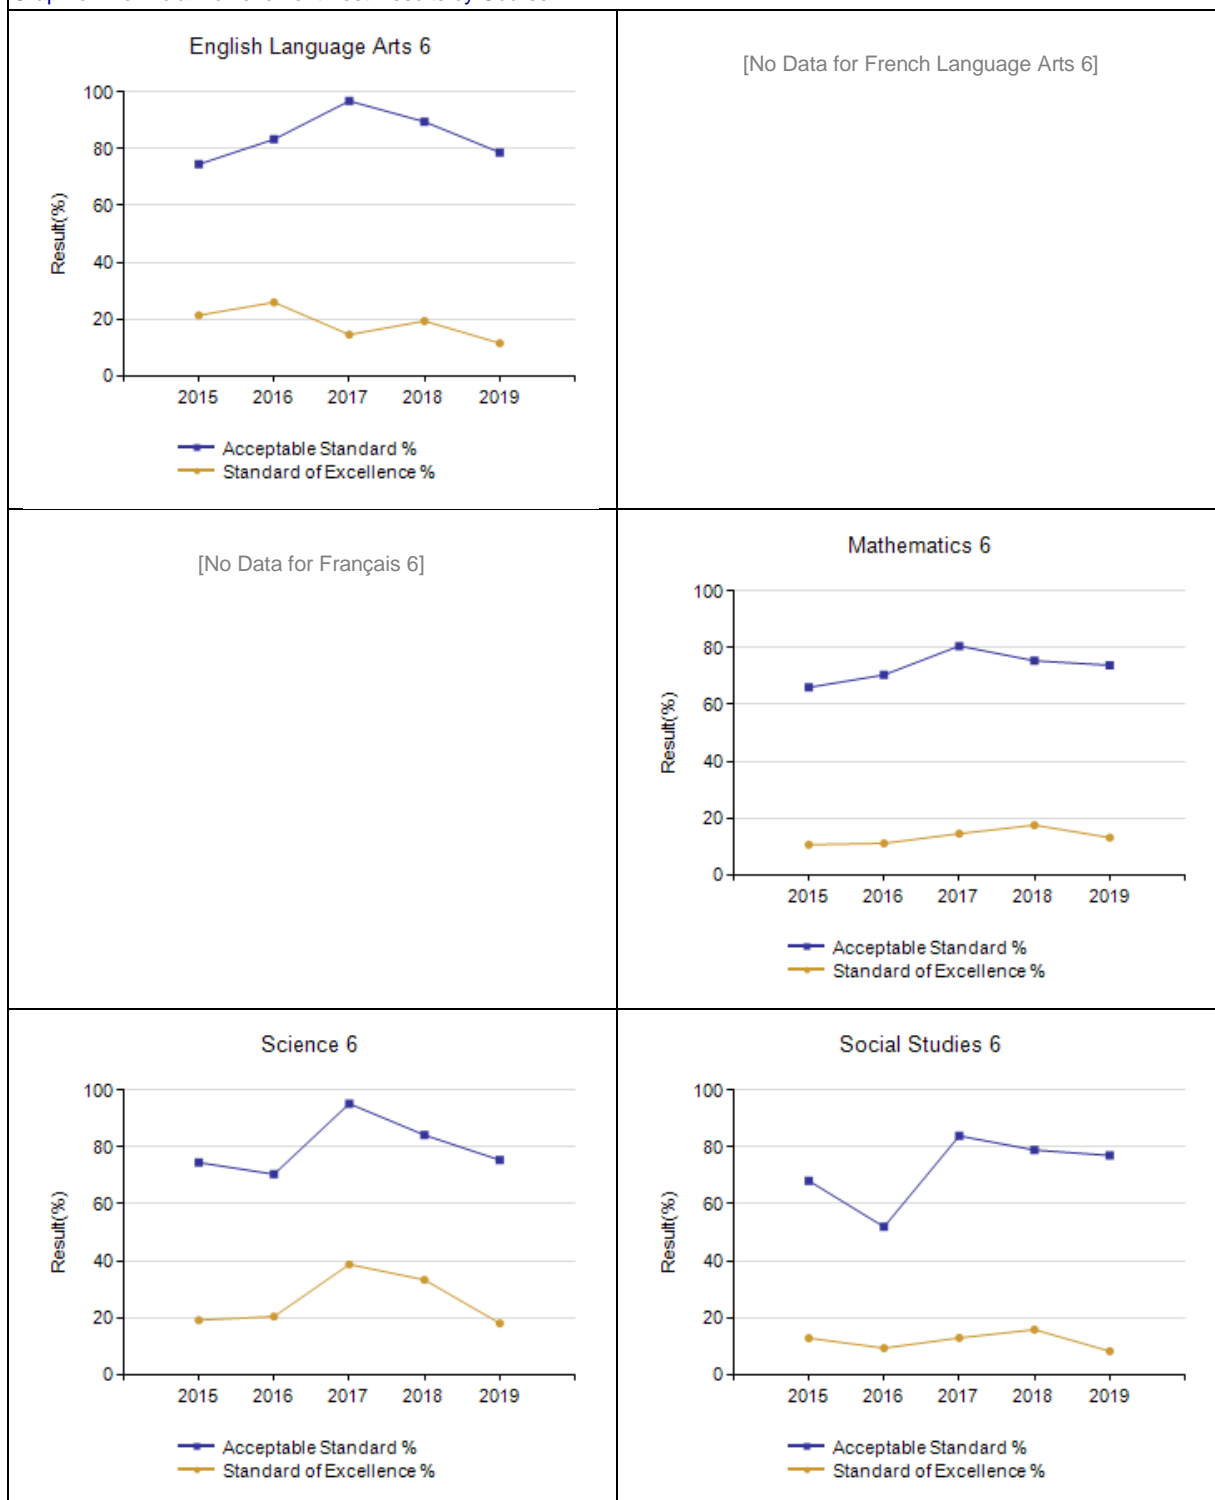 English Language Arts 6
100
80
60
40
20
0
Result(%)
2015 2016 2017 2018 2019
Acceptable Standard %
Standard of Excellence %
[No Data for French Language Arts 6]
[No Data for Français 6]
Mathematics 6
100
80
60
40
20
0
Result(%)
2015 2016 2017 2018 2019
Acceptable Standard %
Standard of Excellence %
Science 6
100
80
60
40
20
0
Result(%)
2015 2016 2017 2018 2019
Acceptable Standard %
Standard of Excellence %
Social Studies 6
100
80
60
40
20
0
Result(%)
2015 2016 2017 2018 2019
Acceptable Standard %
Standard of Excellence %